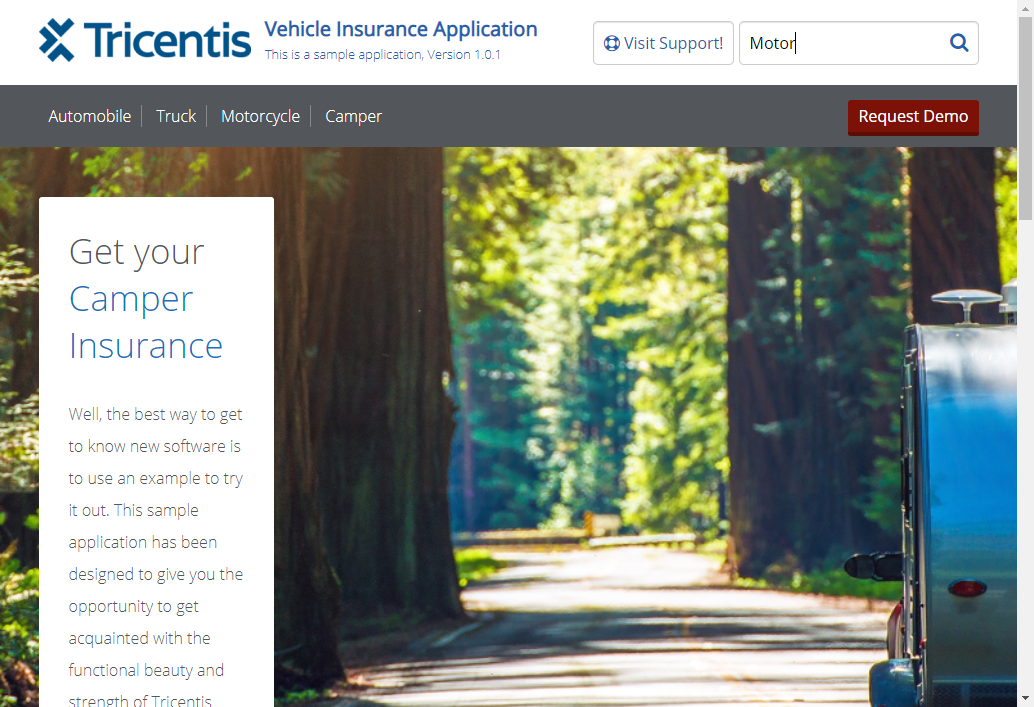 Tricentis
Vehicle Insurance Application
This is a sample application, Version 1.0.1
Visit Support!
Motor
Automobile
Truck
Motorcycle
Camper
Request Demo
Get your
Camper
Insurance
Well, the best way to get
to know new software is
to use an example to try
it out. This sample
application has been
designed to give you the
opportunity to get
acquainted with the
functional beauty and
strength of Tricentis